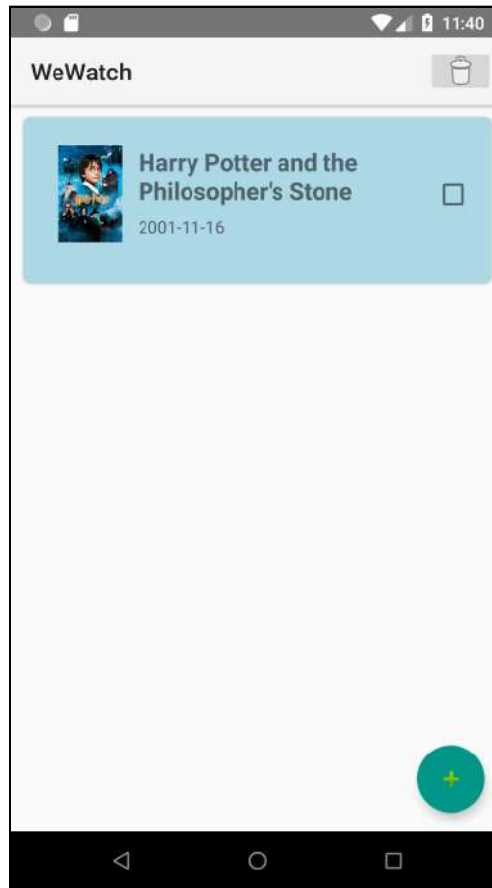 11:40
WeWatch
Harry Potter and the
Philosopher's Stone
2001-11-16